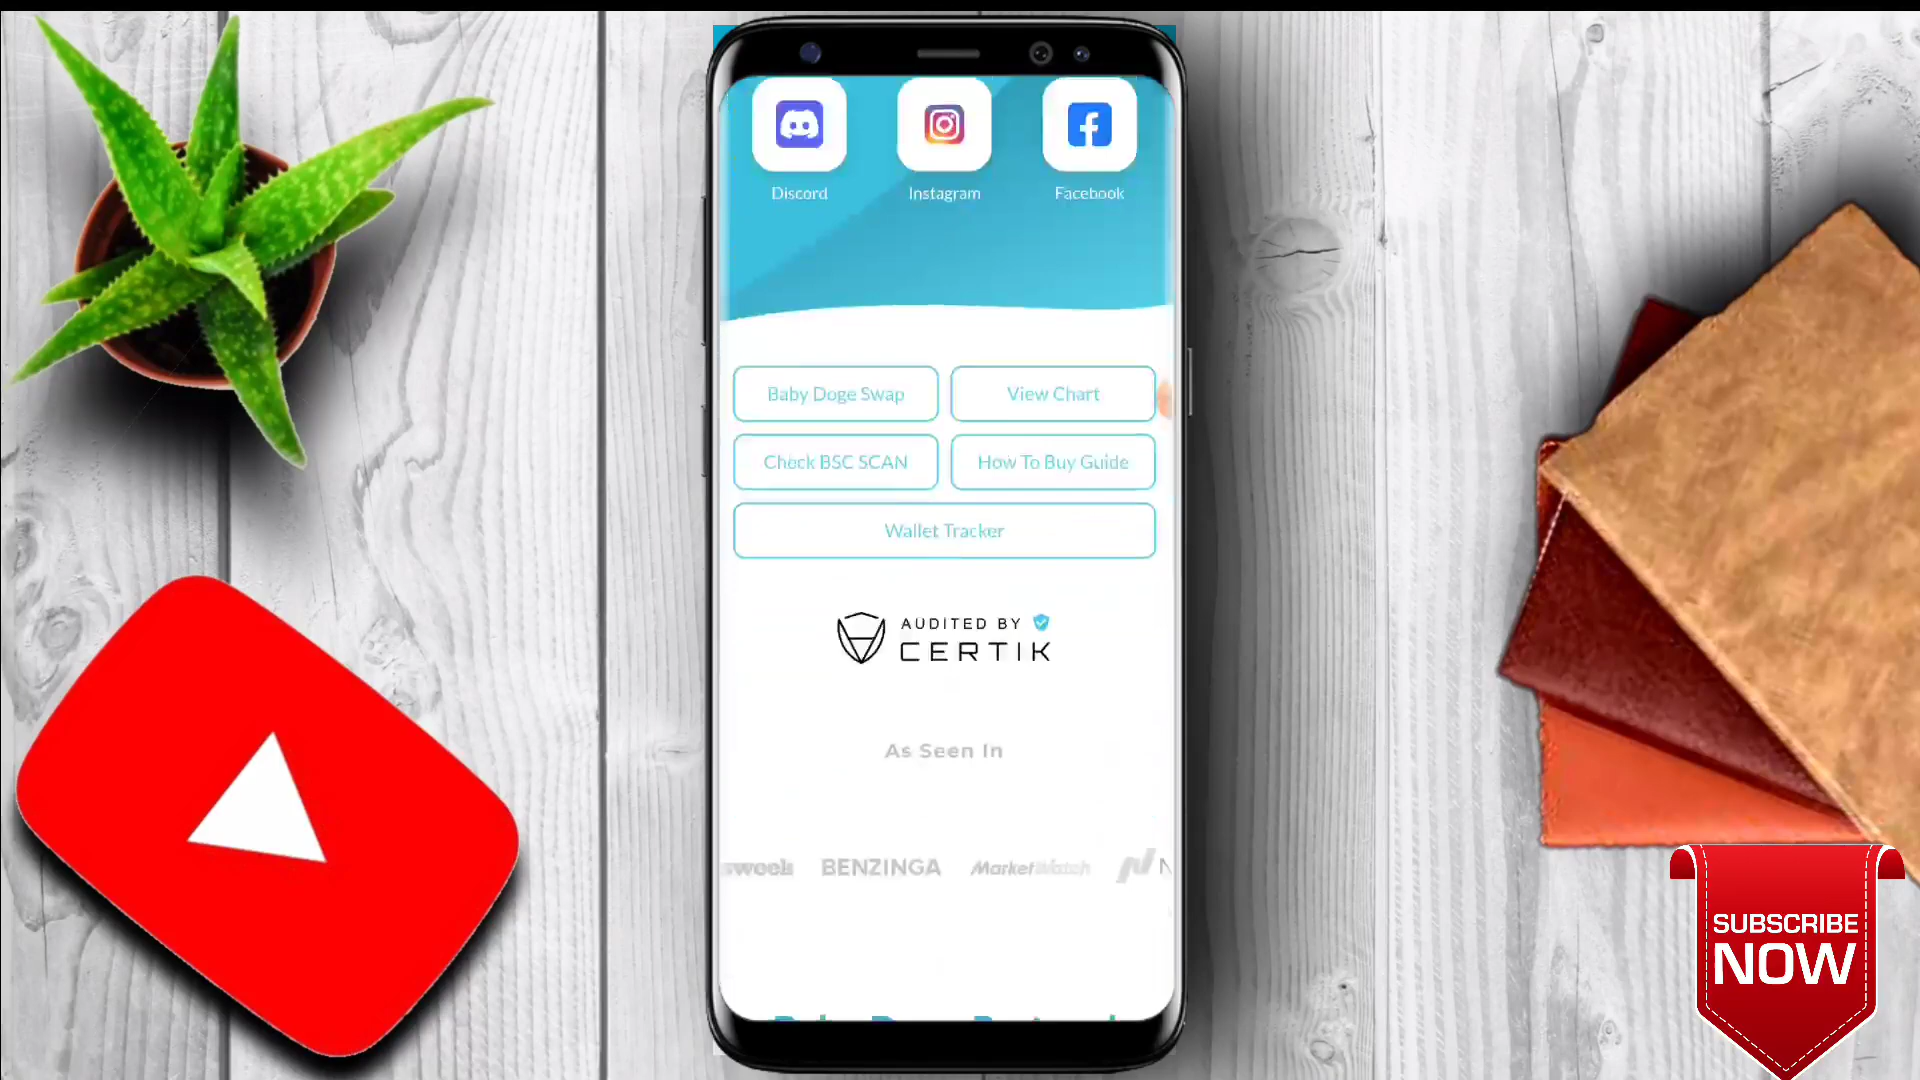 Discord Instagram Facebook
Baby Doge Swap View Chart
Check BSC SCAN How To Buy Guide
Wallet Tracker
AUDITED BY
CERTIK
As Seen In
BENZINGA MarketWatch N
SUBSCRIBE
NOW